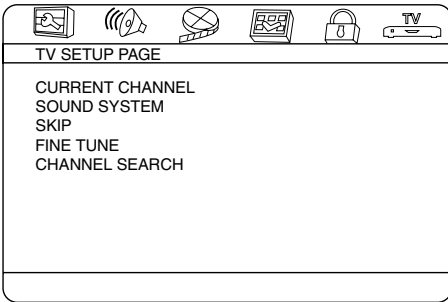 TV
TV SETUP PAGE
CURRENT CHANNEL
SOUND SYSTEM
SKIP
FINE TUNE
CHANNEL SEARCH